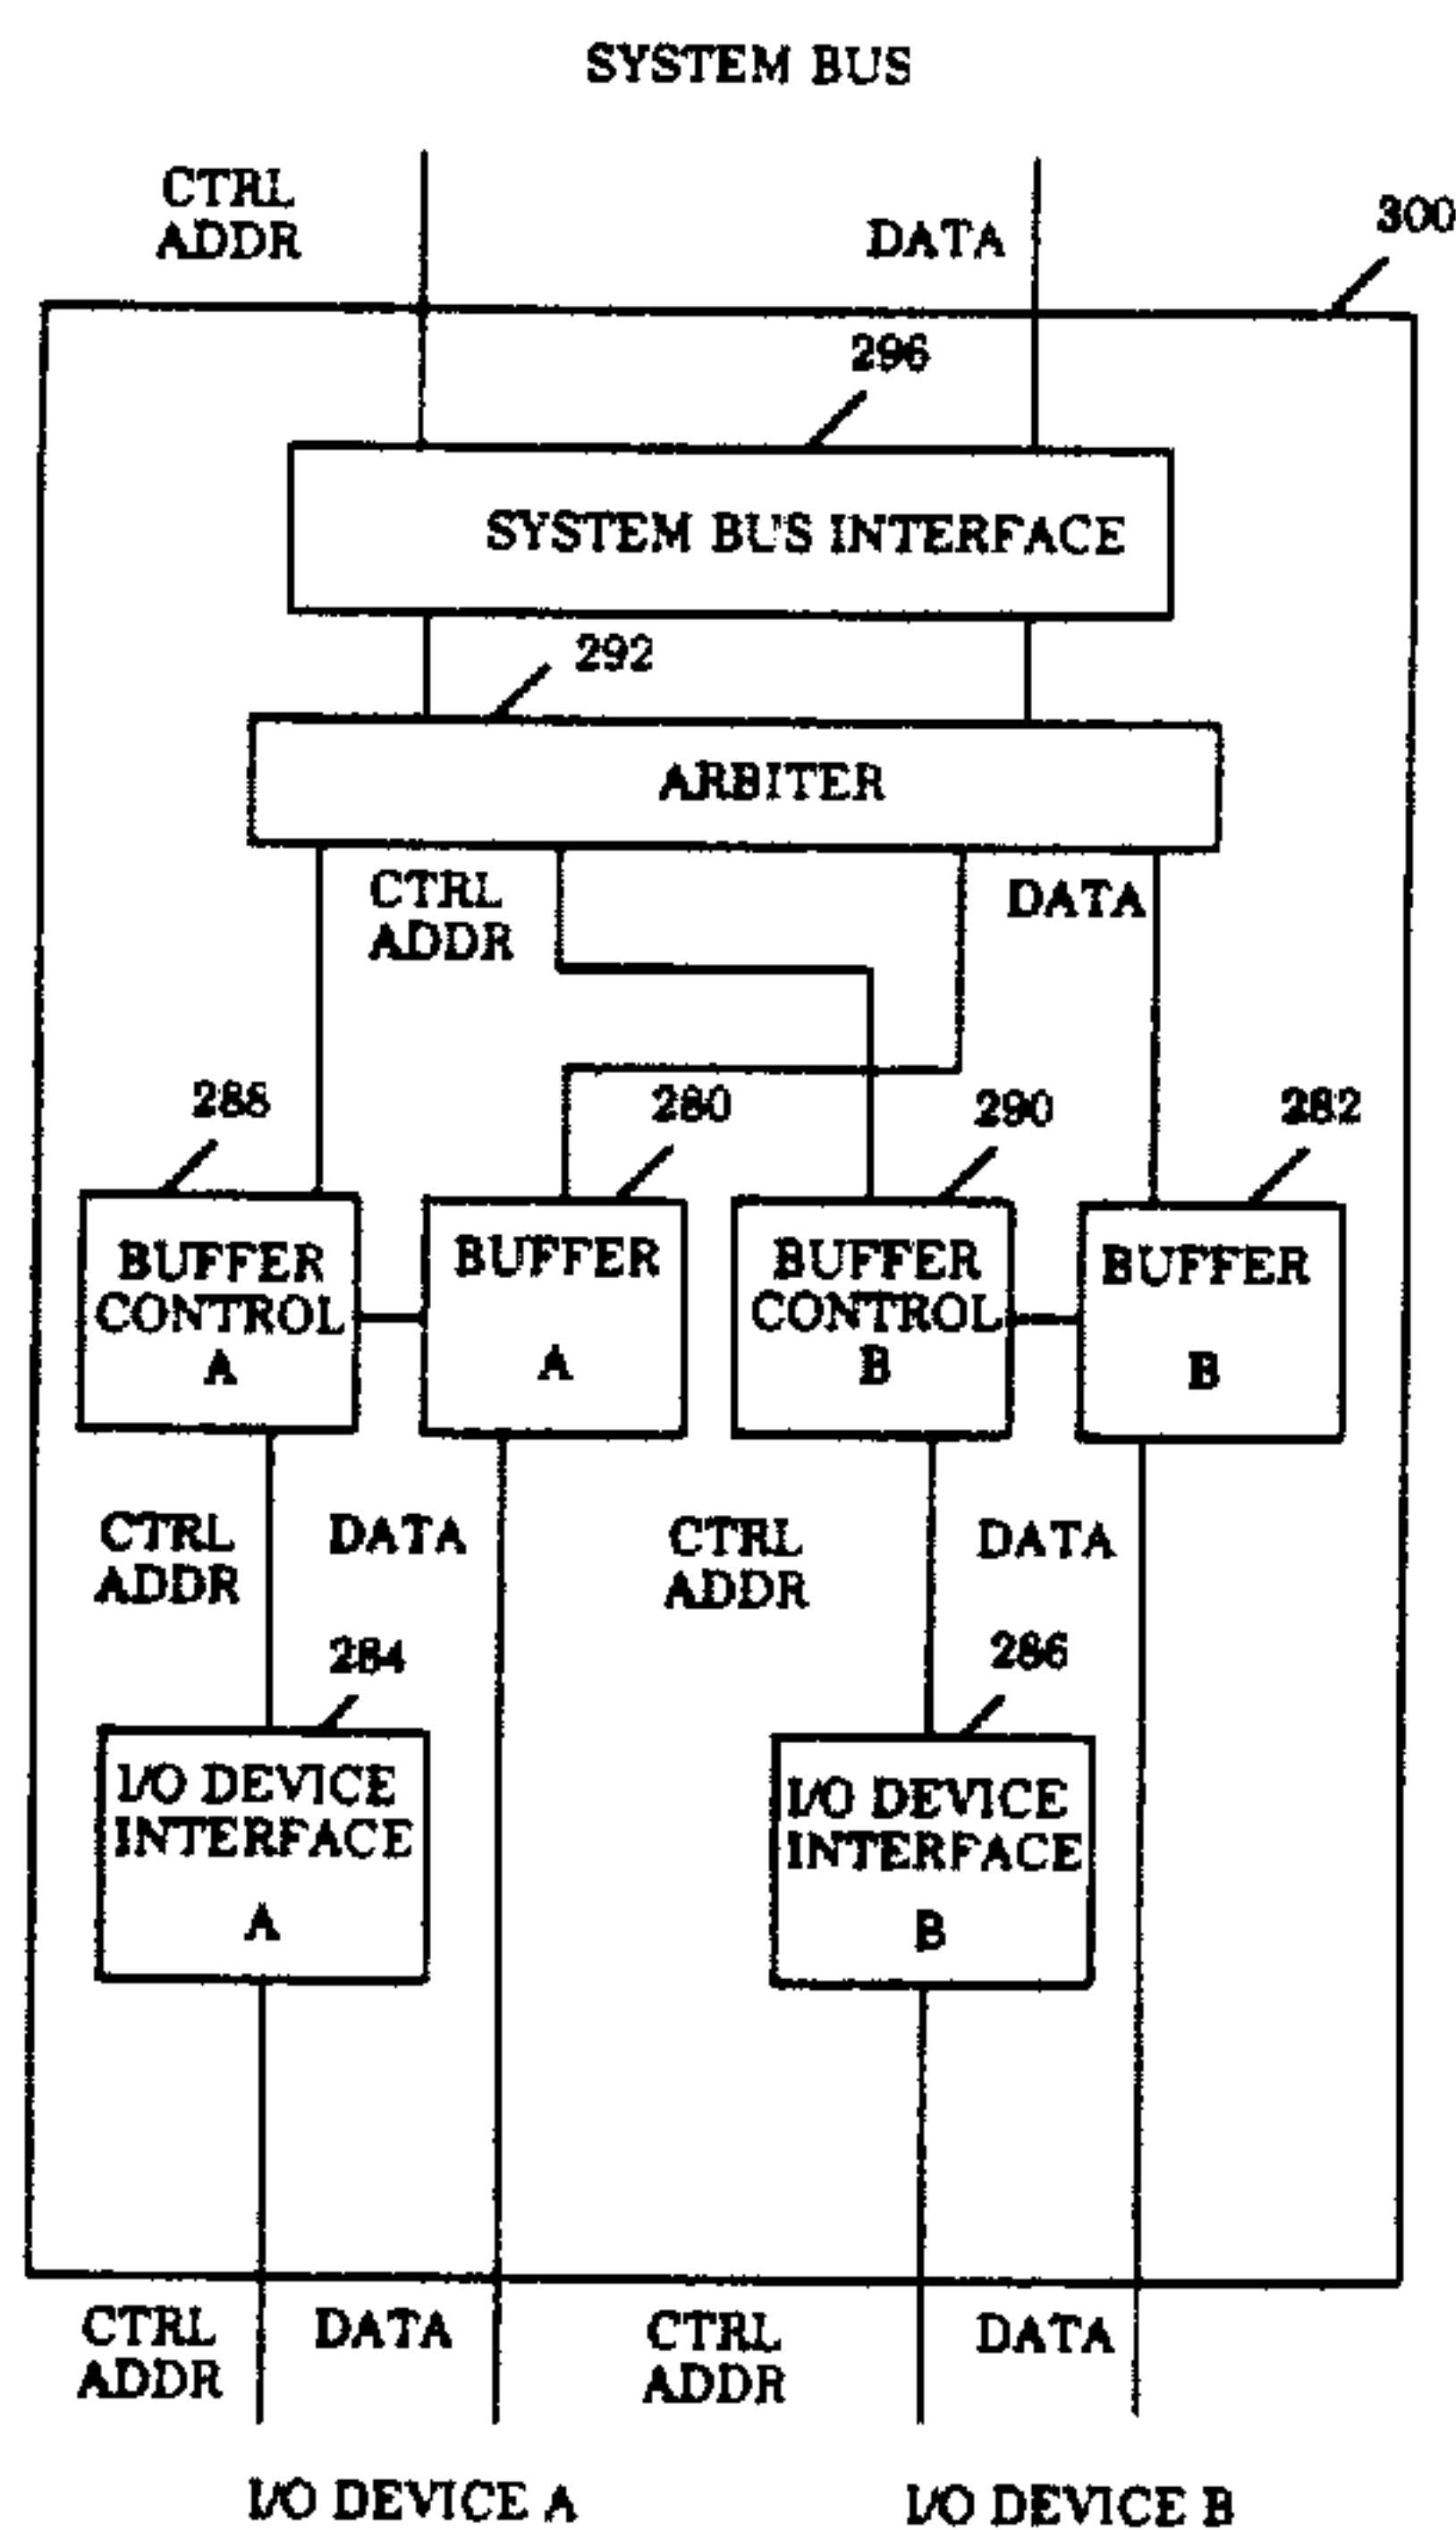 SYSTEM BUS
CTRL
ADDR
DATA
300
296
SYSTEM BUS INTERFACE
292
ARBITER
CTRL
ADDR
DATA
288
280
290
282
BUFFER
CONTROL
A
BUFFER
A
BUFFER
CONTROL
B
BUFFER
B
CTRL
ADDR
DATA
CTRL
ADDR
DATA
284
286
I/O DEVICE
INTERFACE
A
I/O DEVICE
INTERFACE
B
CTRL
ADDR
DATA
CTRL
ADDR
DATA
I/O DEVICE A
I/O DEVICE B